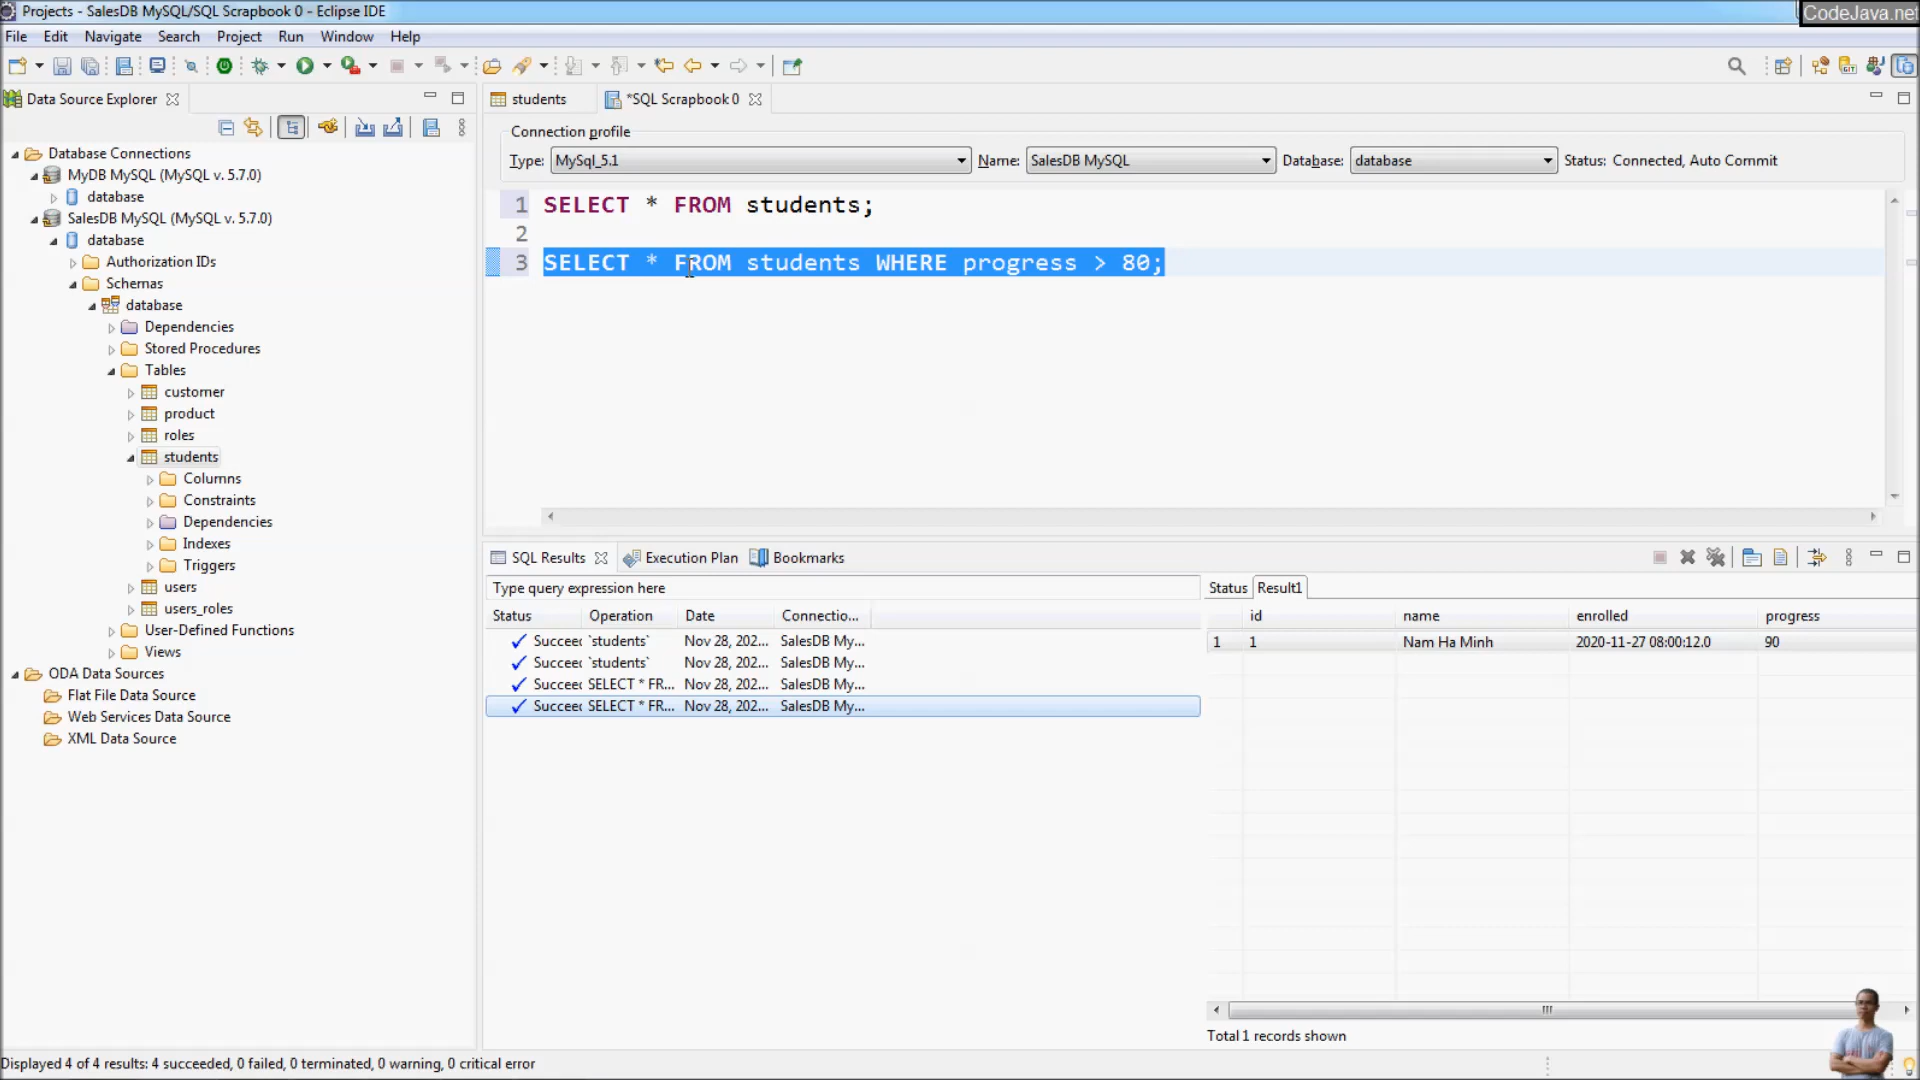 Projects - SalesDB MySQL/SQL Scrapbook 0 - Eclipse IDE
CodeJava.net
File Edit Navigate Search Project Run Window Help
Data Source Explorer
students *SQL Scrapbook 0
Connection profile
Type: MySql_5.1 Name: SalesDB MySQL Database: database Status: Connected, Auto Commit
Database Connections
MyDB MySQL (MySQL v. 5.7.0)
database
SalesDB MySQL (MySQL v. 5.7.0)
database
Authorization IDs
Schemas
database
Dependencies
Stored Procedures
Tables
customer
product
roles
students
Columns
Constraints
Dependencies
Indexes
Triggers
users
users_roles
User-Defined Functions
Views
ODA Data Sources
Flat File Data Source
Web Services Data Source
XML Data Source
1 SELECT * FROM students;
2
3 SELECT * FROM students WHERE progress > 80;
SQL Results Execution Plan Bookmarks
Type query expression here
Status Operation Date Connectio...
Succeed `students` Nov 28, 202... SalesDB My...
Succeed `students` Nov 28, 202... SalesDB My...
Succeed SELECT * FR... Nov 28, 202... SalesDB My...
Succeed SELECT * FR... Nov 28, 202... SalesDB My...
Status Result1
id name enrolled progress
1 1 Nam Ha Minh 2020-11-27 08:00:12.0 90
Total 1 records shown
Displayed 4 of 4 results: 4 succeeded, 0 failed, 0 terminated, 0 warning, 0 critical error